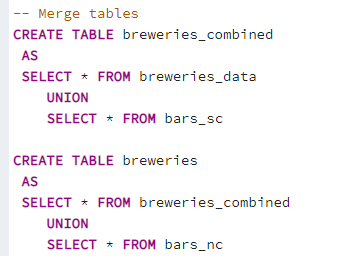 -- Merge tables
CREATE TABLE breweries_combined
AS
SELECT * FROM breweries_data
UNION
SELECT * FROM bars_sc
CREATE TABLE breweries
AS
SELECT * FROM breweries_combined
UNION
SELECT * FROM bars_nc